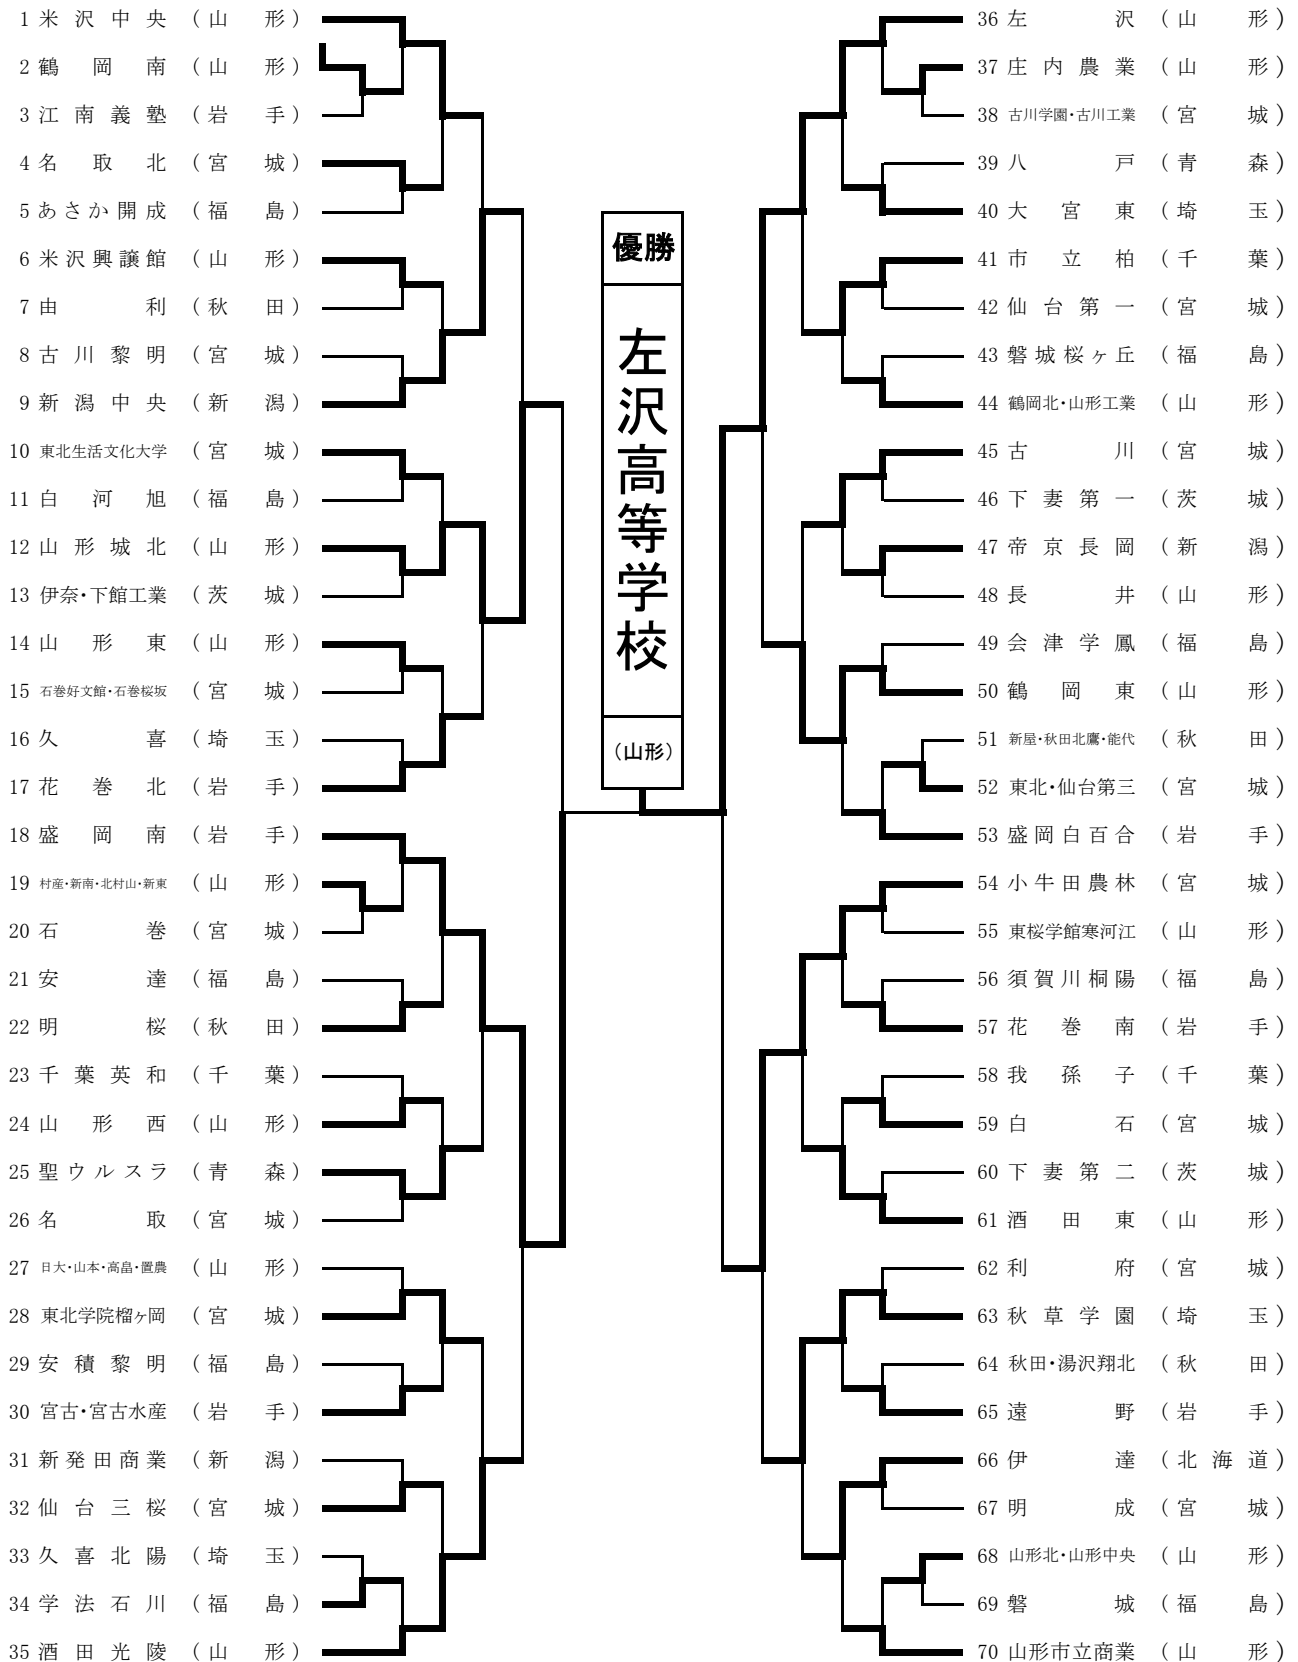 1 米沢中央 (山形)
2 鶴岡南 (山形)
3 江南義塾 (岩手)
4 名取北 (宮城)
5 あさか開成 (福島)
6 米沢興譲館 (山形)
7 由利 (秋田)
8 古川黎明 (宮城)
9 新潟中央 (新潟)
10 東北生活文化大学 (宮城)
11 白河旭 (福島)
12 山形城北 (山形)
13 伊奈・下館工業 (茨城)
14 山形東 (山形)
15 石巻好文館・石巻桜坂 (宮城)
16 久喜 (埼玉)
17 花巻北 (岩手)
18 盛岡南 (岩手)
19 村産・新南・北村山・新東 (山形)
20 石巻 (宮城)
21 安達 (福島)
22 明桜 (秋田)
23 千葉英和 (千葉)
24 山形西 (山形)
25 聖ウルスラ (青森)
26 名取 (宮城)
27 日大・山本・高畠・置農 (山形)
28 東北学院榴ヶ岡 (宮城)
29 安積黎明 (福島)
30 宮古・宮古水産 (岩手)
31 新発田商業 (新潟)
32 仙台三桜 (宮城)
33 久喜北陽 (埼玉)
34 学法石川 (福島)
35 酒田光陵 (山形)
優勝
左沢高等学校
(山形)
36 左沢 (山形)
37 庄内農業 (山形)
38 古川学園・古川工業 (宮城)
39 八戸 (青森)
40 大宮東 (埼玉)
41 市立柏 (千葉)
42 仙台第一 (宮城)
43 磐城桜ヶ丘 (福島)
44 鶴岡北・山形工業 (山形)
45 古川 (宮城)
46 下妻第一 (茨城)
47 帝京長岡 (新潟)
48 長井 (山形)
49 会津学鳳 (福島)
50 鶴岡東 (山形)
51 新屋・秋田北鷹・能代 (秋田)
52 東北・仙台第三 (宮城)
53 盛岡白百合 (岩手)
54 小牛田農林 (宮城)
55 東桜学館寒河江 (山形)
56 須賀川桐陽 (福島)
57 花巻南 (岩手)
58 我孫子 (千葉)
59 白石 (宮城)
60 下妻第二 (茨城)
61 酒田東 (山形)
62 利府 (宮城)
63 秋草学園 (埼玉)
64 秋田・湯沢翔北 (秋田)
65 遠野 (岩手)
66 伊達 (北海道)
67 明成 (宮城)
68 山形北・山形中央 (山形)
69 磐城 (福島)
70 山形市立商業 (山形)